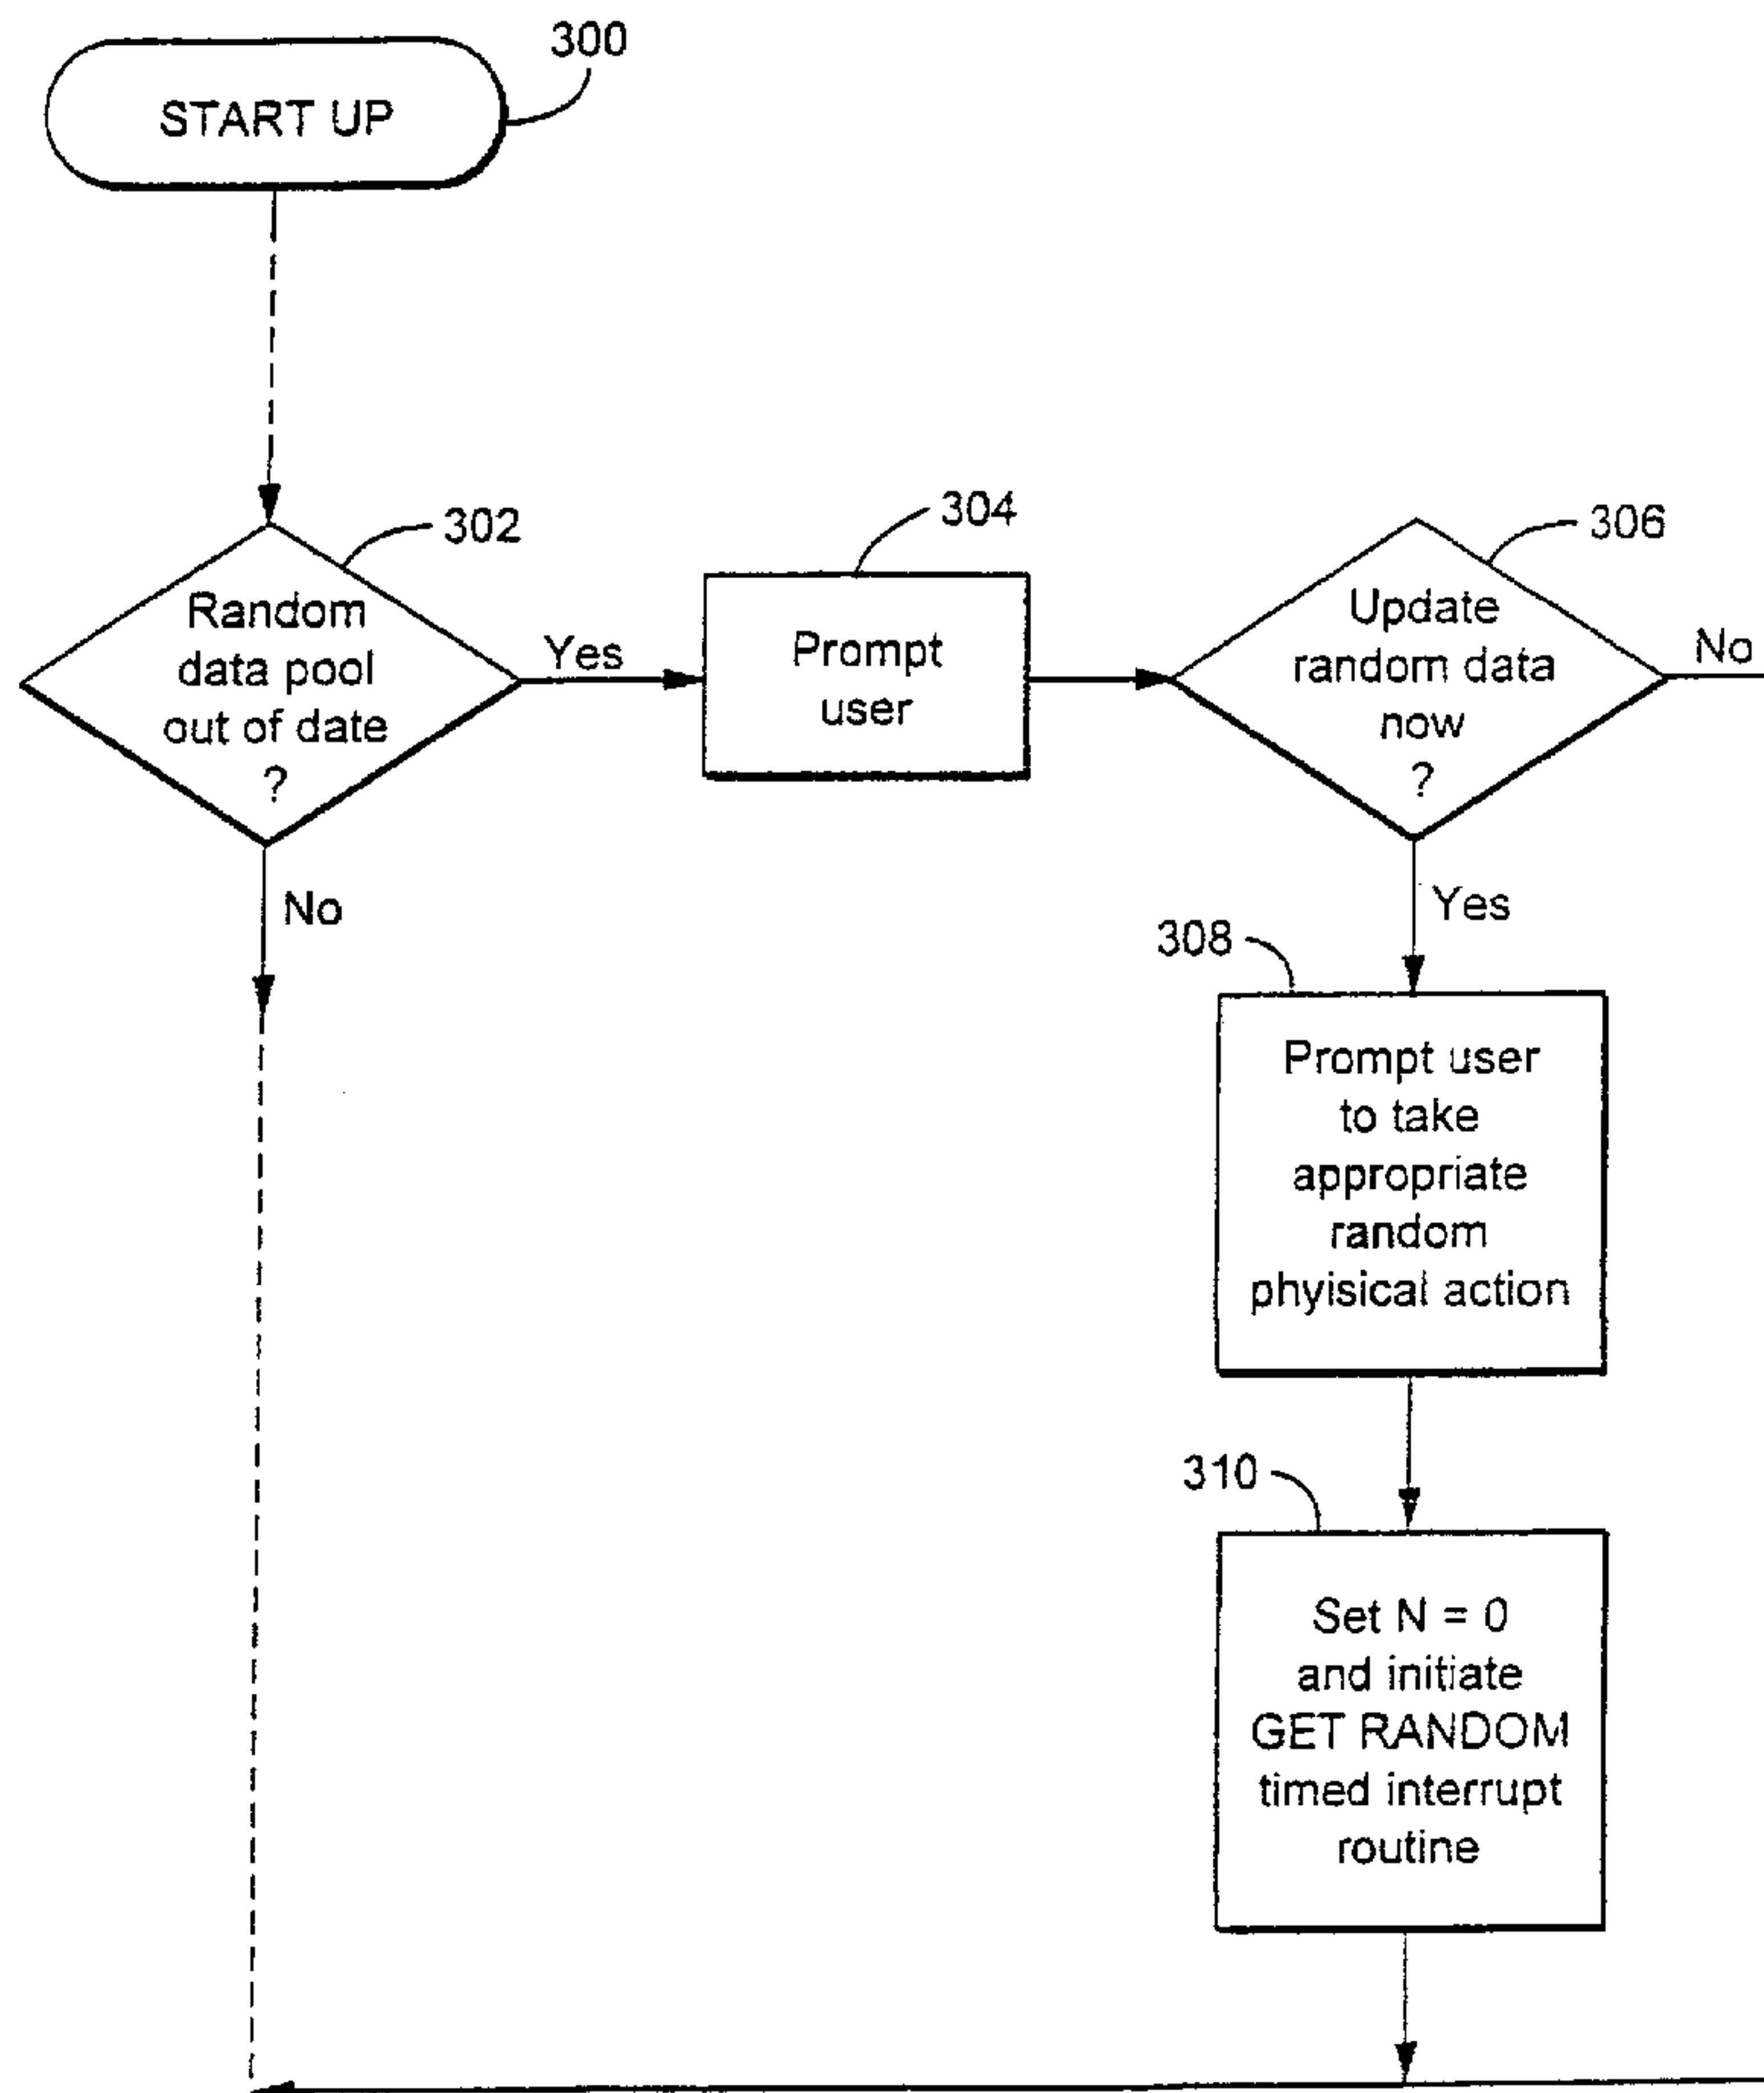 300
START UP
302
Random
data pool
out of date
?
Yes
No
304
Prompt
user
306
Update
random data
now
?
No
Yes
308
Prompt user
to take
appropriate
random
phyisical action
310
Set N = 0
and initiate
GET RANDOM
timed interrupt
routine